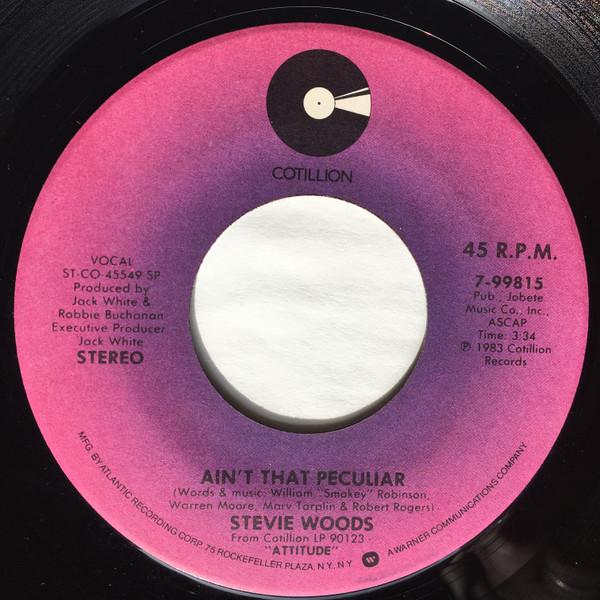 COTILLION
VOCAL
ST-CO-45549-SP
Produced by
Jack White &
Robbie Buchanan
Executive Producer
Jack White
STEREO
45 R.P.M.
7-99815
Pub., Jobete
Music Co., Inc.,
ASCAP
Time: 3:34
℗ 1983 Cotillion
Records
AIN'T THAT PECULIAR
(Words & music: William "Smokey" Robinson,
Warren Moore, Marv Tarplin & Robert Rogers)
STEVIE WOODS
From Cotillion LP 90123
"ATTITUDE"
MFG. BY ATLANTIC RECORDING CORP. 75 ROCKEFELLER PLAZA, N.Y., N.Y.
A WARNER COMMUNICATIONS COMPANY